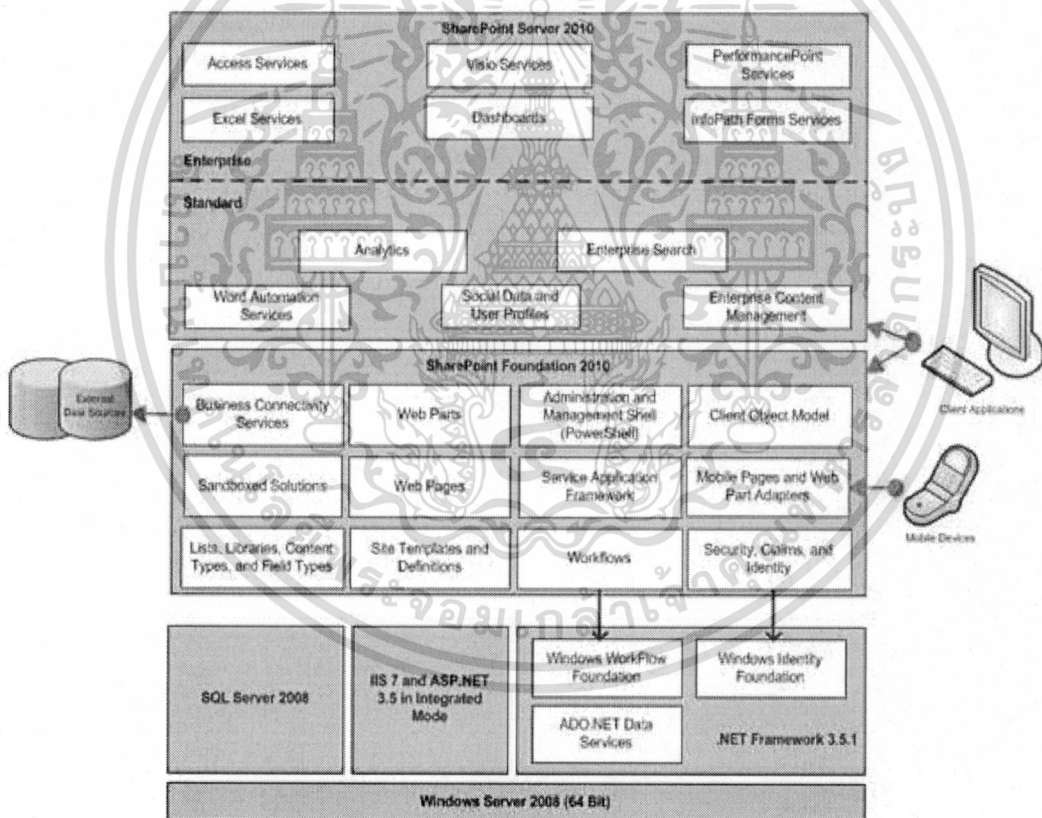 SharePoint Server 2010
Access Services
Visio Services
PerformancePoint
Services
Excel Services
Dashboards
InfoPath Forms Services
Enterprise
Standard
Analytics
Enterprise Search
Word Automation
Services
Social Data and
User Profiles
Enterprise Content
Management
SharePoint Foundation 2010
External
Data Sources
Business Connectivity
Services
Web Parts
Administration and
Management Shell
(PowerShell)
Client Object Model
Client Applications
Sandboxed Solutions
Web Pages
Service Application
Framework
Mobile Pages and Web
Part Adapters
Mobile Devices
Lists, Libraries, Content
Types, and Field Types
Site Templates and
Definitions
Workflows
Security, Claims, and
Identity
SQL Server 2008
IIS 7 and ASP.NET
3.5 in Integrated
Mode
Windows WorkFlow
Foundation
Windows Identity
Foundation
ADO.NET Data
Services
.NET Framework 3.5.1
Windows Server 2008 (64 Bit)